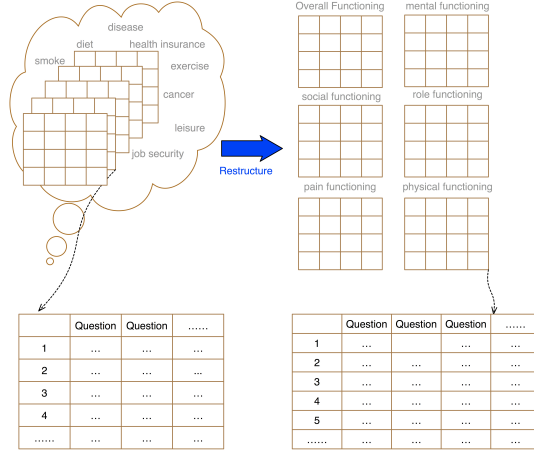 disease
diet
health insurance
smoke
exercise
cancer
leisure
job security
Restructure
Overall Functioning
mental functioning
social functioning
role functioning
pain functioning
physical functioning
Question Question ……
1 … … …
2 … … ...
3 … … …
4 … … …
…… … … …
Question Question Question ……
1 … … …
2 … … … …
3 … … … …
4 … … … …
5 … … … …
…… … … … …